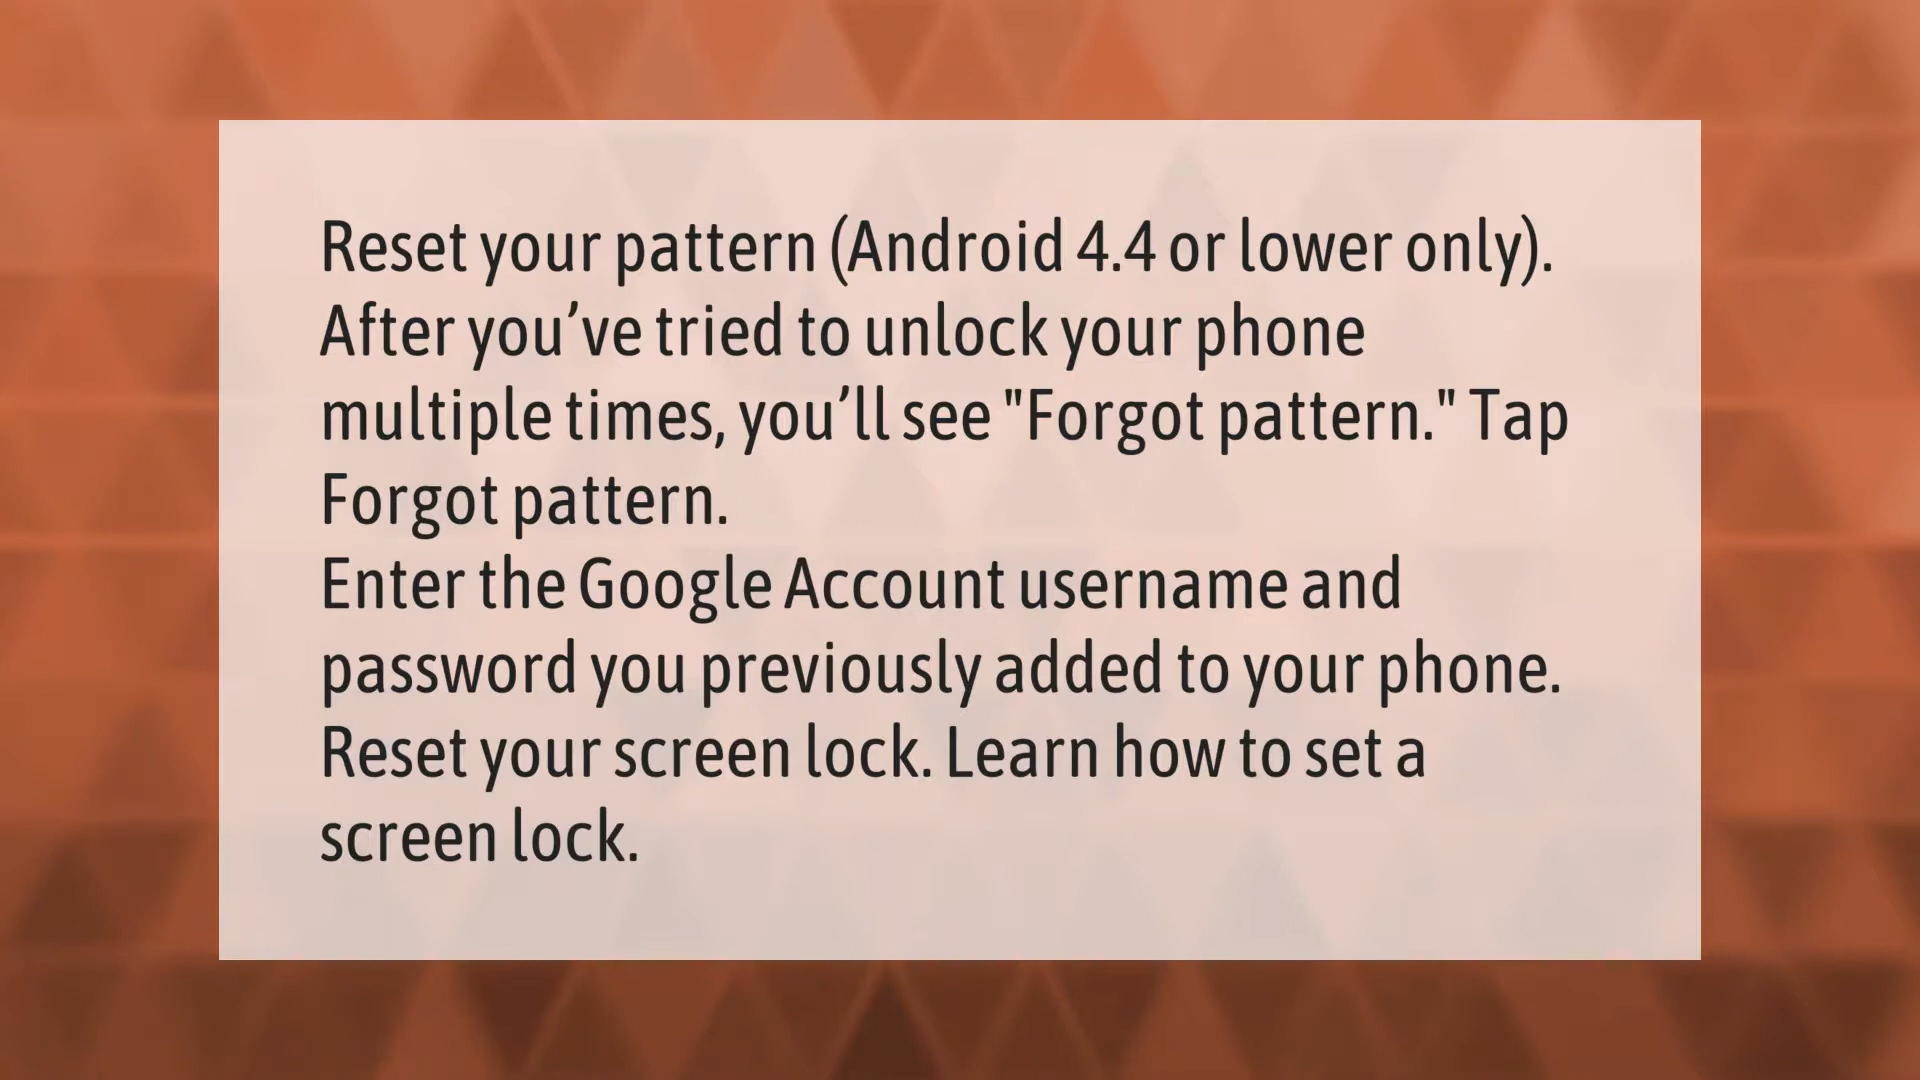 Reset your pattern (Android 4.4 or lower only).
After you’ve tried to unlock your phone
multiple times, you’ll see "Forgot pattern." Tap
Forgot pattern.
Enter the Google Account username and
password you previously added to your phone.
Reset your screen lock. Learn how to set a
screen lock.